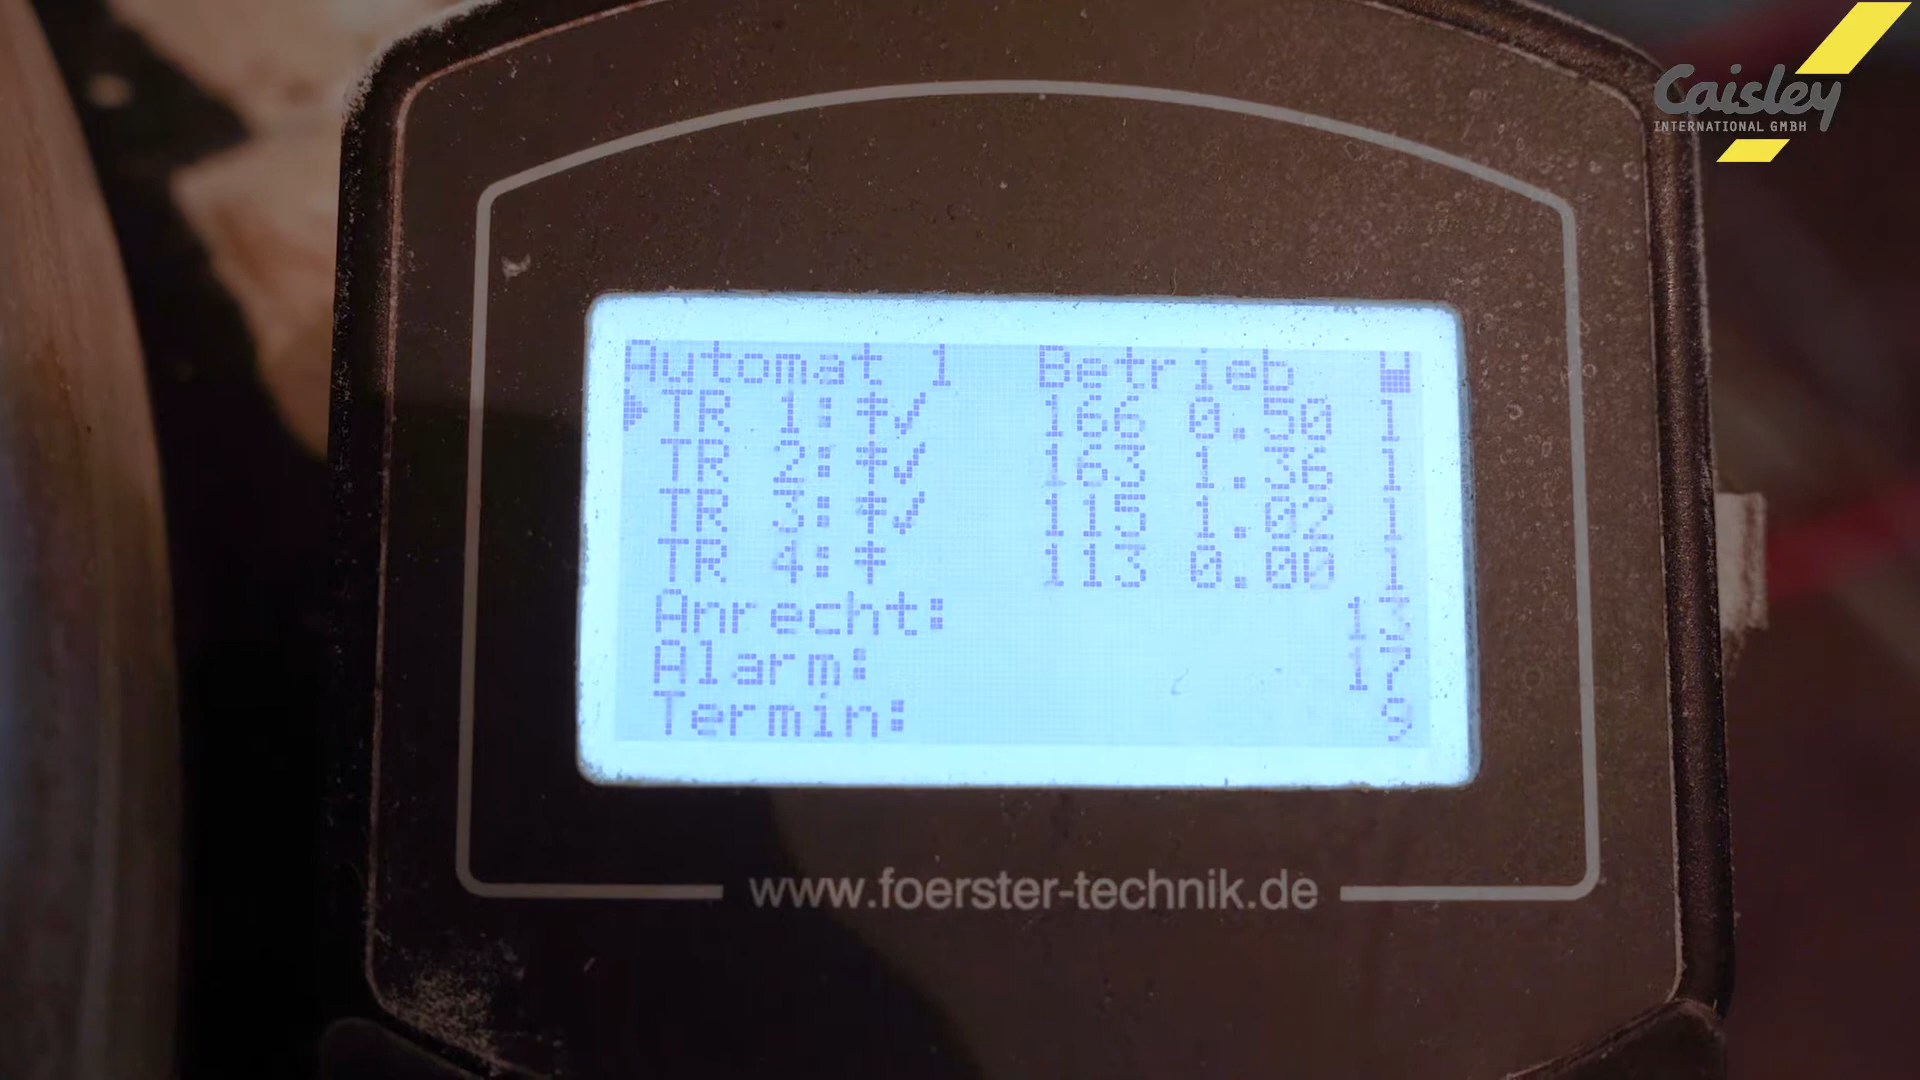 Caisley
INTERNATIONAL GMBH
Automat 1 Betrieb
TR 1:‡✓ 166 0.50 1
TR 2:‡✓ 163 1.36 1
TR 3:‡✓ 115 1.02 1
TR 4:‡ 113 0.00 1
Anrecht: 13
Alarm: 17
Termin: 9
www.foerster-technik.de